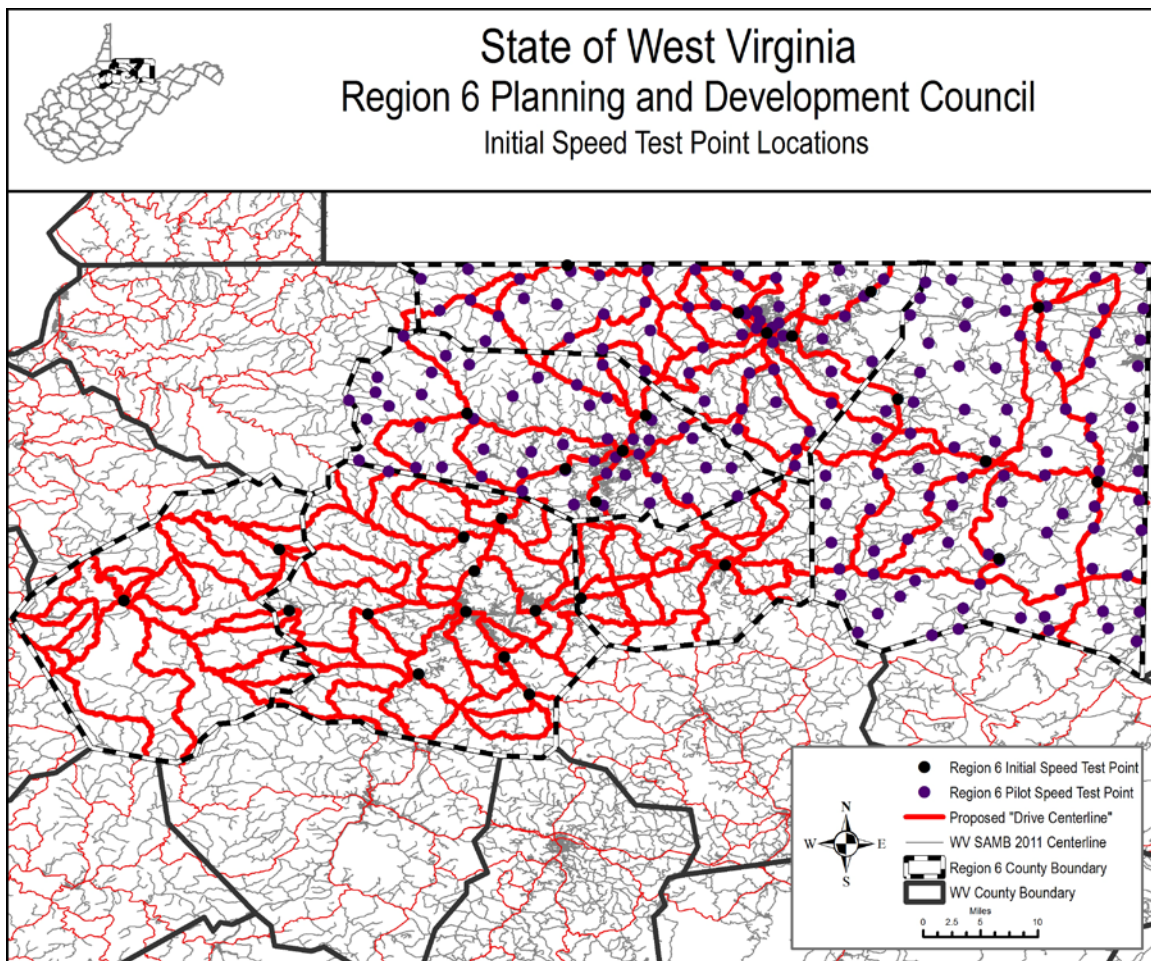 State of West Virginia
Region 6 Planning and Development Council
Initial Speed Test Point Locations
Region 6 Initial Speed Test Point
Region 6 Pilot Speed Test Point
Proposed "Drive Centerline"
WV SAMB 2011 Centerline
Region 6 County Boundary
WV County Boundary
N
W E
S
Miles
0 2.5 5 10